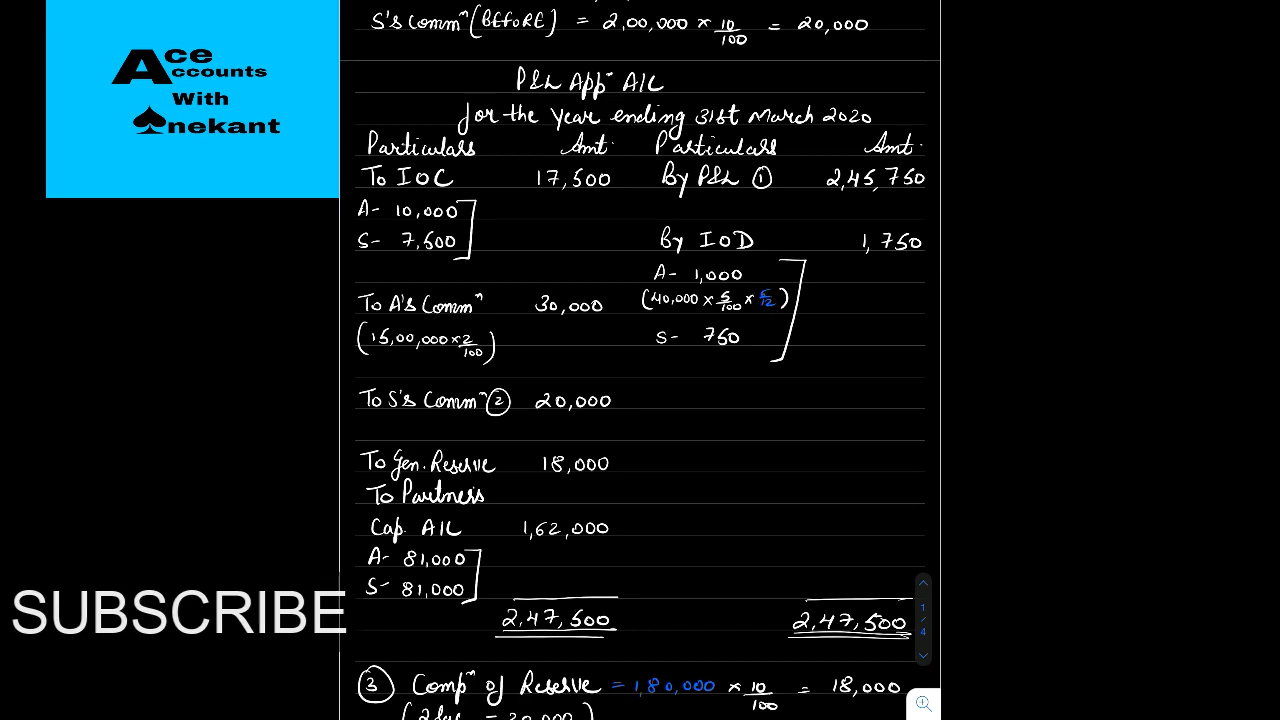 Ace
Accounts
With
Anekant
S's Commⁿ (BEFORE) = 2,00,000 × 10/100 = 20,000
P&L Appⁿ A/C
for the year ending 31st March 2020
Particulars Amt. Particulars Amt.
To IOC 17,500 By P&L ① 2,45,750
A- 10,000
S- 7,500 By IOD 1,750
A- 1,000
To A's Commⁿ 30,000 (40,000 × 5/100 × 6/12)
(15,00,000 × 2/100) S- 750
To S's Commⁿ ② 20,000
To Gen. Reserve 18,000
To Partners
Cap. A/C 1,62,000
A- 81,000
S- 81,000
SUBSCRIBE
2,47,500 2,47,500
1
/
4
③ Compⁿ of Reserve = 1,80,000 × 10/100 = 18,000